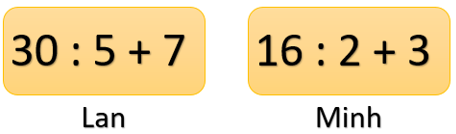 30 : 5 + 7
16 : 2 + 3
Lan
Minh